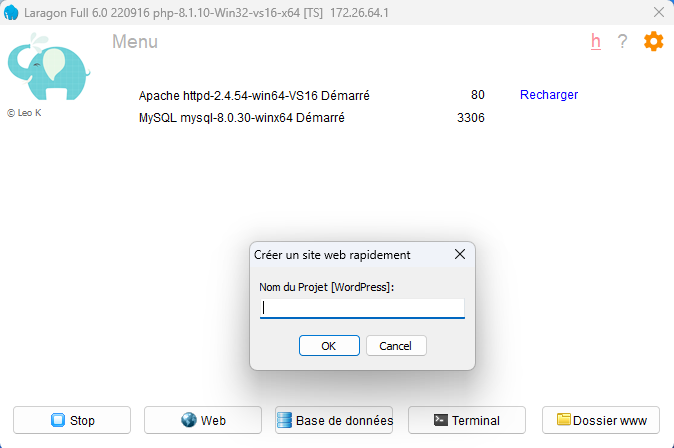 Laragon Full 6.0 220916 php-8.1.10-Win32-vs16-x64 [TS] 172.26.64.1
Menu h ?
© Leo K
Apache httpd-2.4.54-win64-VS16 Démarré 80 Recharger
MySQL mysql-8.0.30-winx64 Démarré 3306
Créer un site web rapidement
Nom du Projet [WordPress]:
OK Cancel
Stop Web Base de données Terminal Dossier www